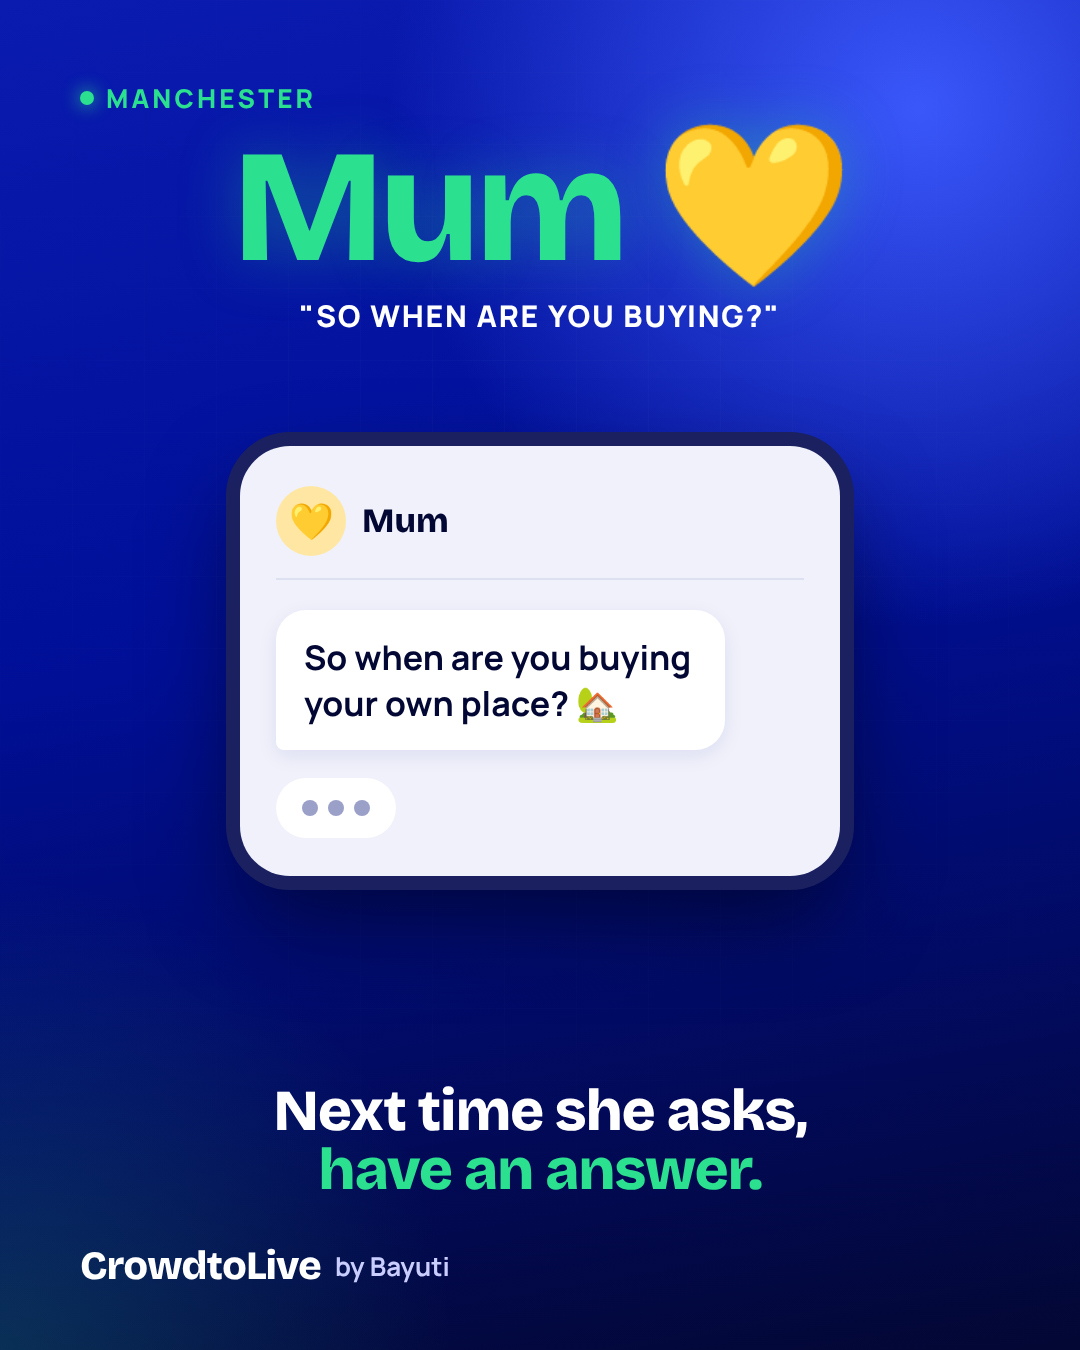 MANCHESTER
Mum 💛
"SO WHEN ARE YOU BUYING?"
💛 Mum
So when are you buying
your own place? 🏡
Next time she asks,
have an answer.
CrowdtoLive by Bayuti